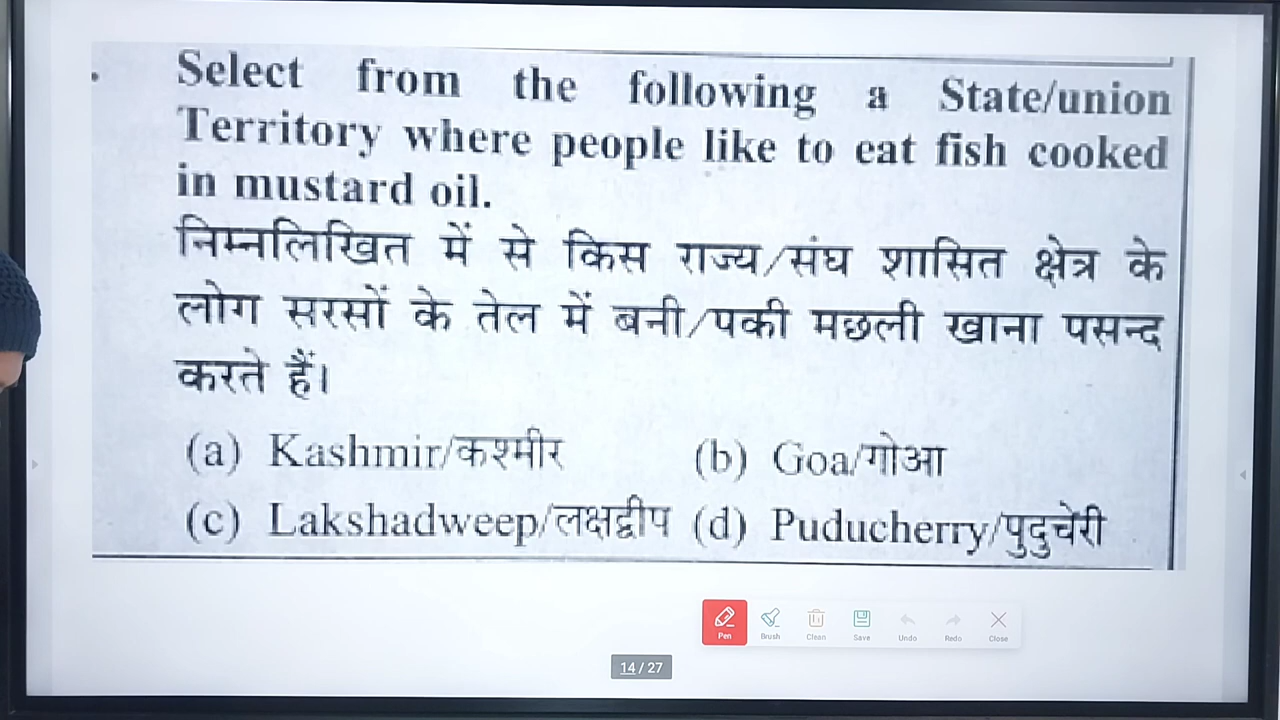 Select from the following a State/union
Territory where people like to eat fish cooked
in mustard oil.
निम्नलिखित में से किस राज्य/संघ शासित क्षेत्र के
लोग सरसों के तेल में बनी/पकी मछली खाना पसन्द
करते हैं।
(a) Kashmir/कश्मीर (b) Goa/गोआ
(c) Lakshadweep/लक्षद्वीप (d) Puducherry/पुदुचेरी
Pen Brush Clean Save Undo Redo Close
14 / 27